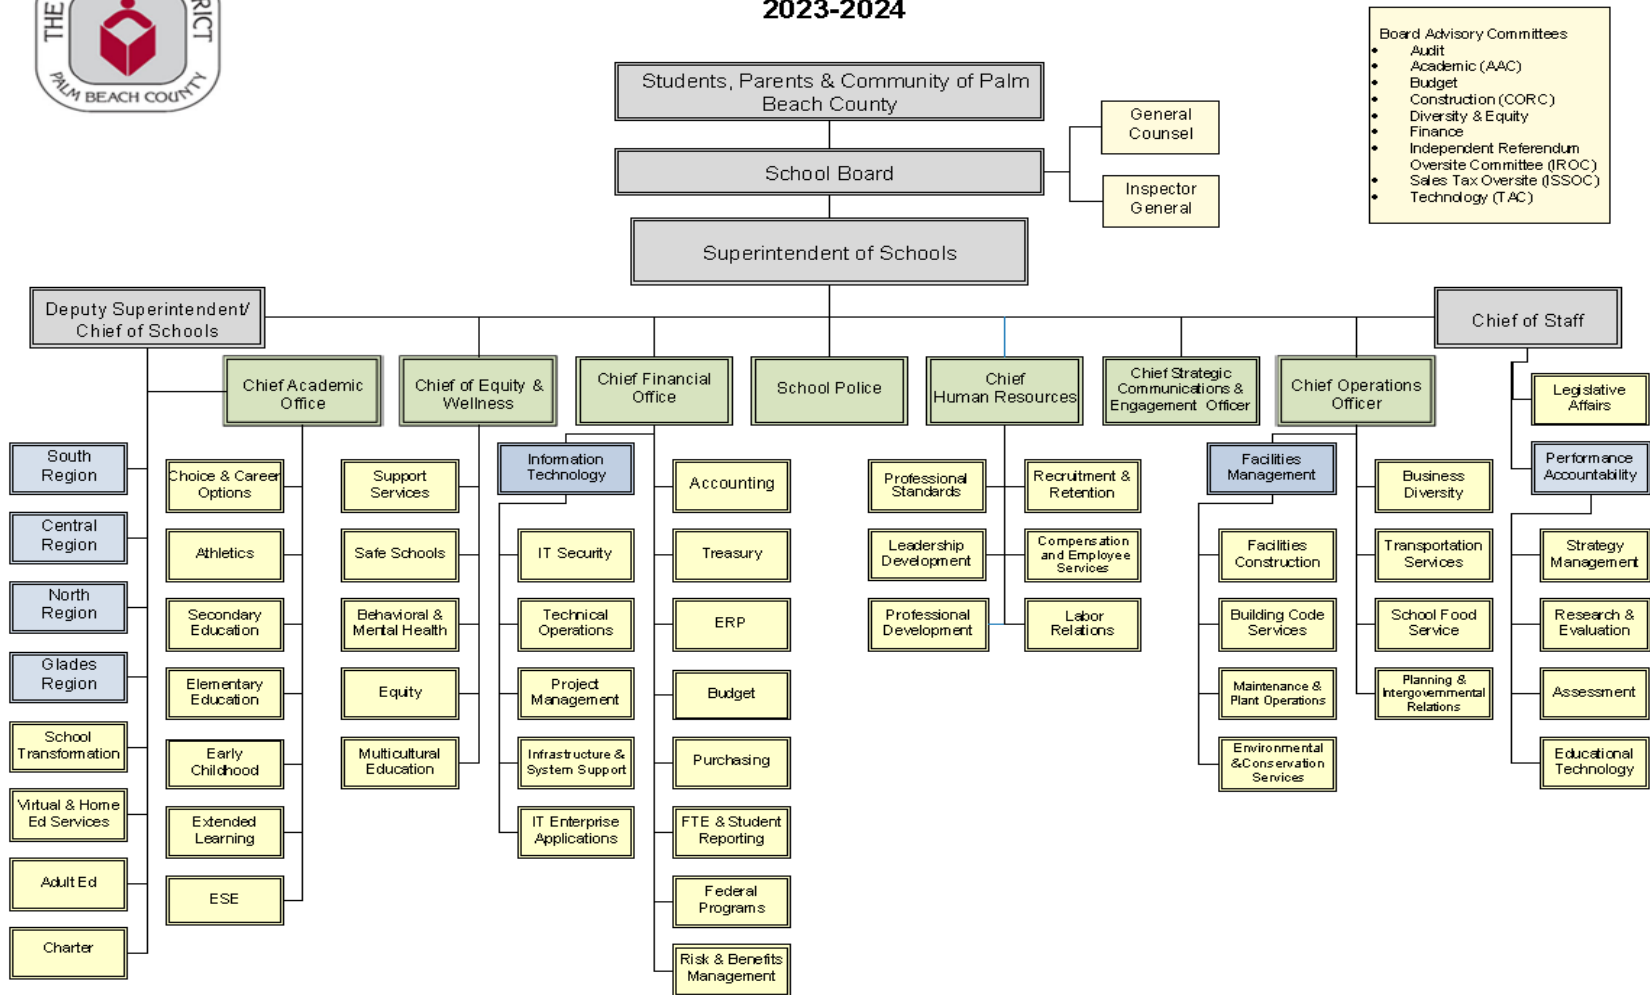 2023-2024
THE
RICT
PALM BEACH COUNTY
Board Advisory Committees
• Audit
• Academic (AAC)
• Budget
• Construction (CORC)
• Diversity & Equity
• Finance
• Independent Referendum
Oversite Committee (IROC)
• Sales Tax Oversite (ISSOC)
• Technology (TAC)
Students, Parents & Community of Palm
Beach County
General
Counsel
School Board
Inspector
General
Superintendent of Schools
Deputy Superintendent/
Chief of Schools
Chief of Staff
Chief Academic
Office
Chief of Equity &
Wellness
Chief Financial
Office
School Police
Chief
Human Resources
Chief Strategic
Communications &
Engagement Officer
Chief Operations
Officer
Legislative
Affairs
South
Region
Central
Region
North
Region
Glades
Region
School
Transformation
Virtual & Home
Ed Services
Adult Ed
Charter
Choice & Career
Options
Athletics
Secondary
Education
Elementary
Education
Early
Childhood
Extended
Learning
ESE
Support
Services
Safe Schools
Behavioral &
Mental Health
Equity
Multicultural
Education
Information
Technology
IT Security
Technical
Operations
Project
Management
Infrastructure &
System Support
IT Enterprise
Applications
Accounting
Treasury
ERP
Budget
Purchasing
FTE & Student
Reporting
Federal
Programs
Risk & Benefits
Management
Professional
Standards
Leadership
Development
Professional
Development
Recruitment &
Retention
Compensation
and Employee
Services
Labor
Relations
Facilities
Management
Facilities
Construction
Building Code
Services
Maintenance &
Plant Operations
Environmental
&Conservation
Services
Business
Diversity
Transportation
Services
School Food
Service
Planning &
Intergovernmental
Relations
Performance
Accountability
Strategy
Management
Research &
Evaluation
Assessment
Educational
Technology